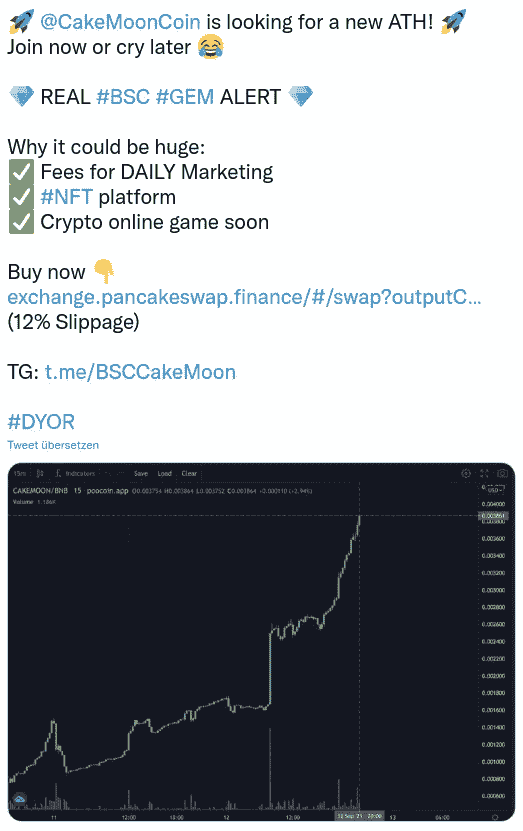 🚀 @CakeMoonCoin is looking for a new ATH! 🚀
Join now or cry later 😂
💎 REAL #BSC #GEM ALERT 💎
Why it could be huge:
✅ Fees for DAILY Marketing
✅ #NFT platform
✅ Crypto online game soon
Buy now 👇
exchange.pancakeswap.finance/#/swap?outputC...
(12% Slippage)
TG: t.me/BSCCakeMoon
#DYOR
Tweet übersetzen
15m Indicators Save Load Clear
CAKEMOON/BNB 15 poocoin.app O0.003754 H0.003864 L0.003752 C0.003864 +0.000110 (+2.94%)
Volume 1.186K
USD
0.004000
0.003800
0.003600
0.003400
0.003200
0.003000
0.002800
0.002600
0.002400
0.002200
0.002000
0.001800
0.001600
0.001400
0.001200
0.001000
0.000800
0.000600
11 12:00 18:00 12 12:00 Sep '21 20:00 13 06:00